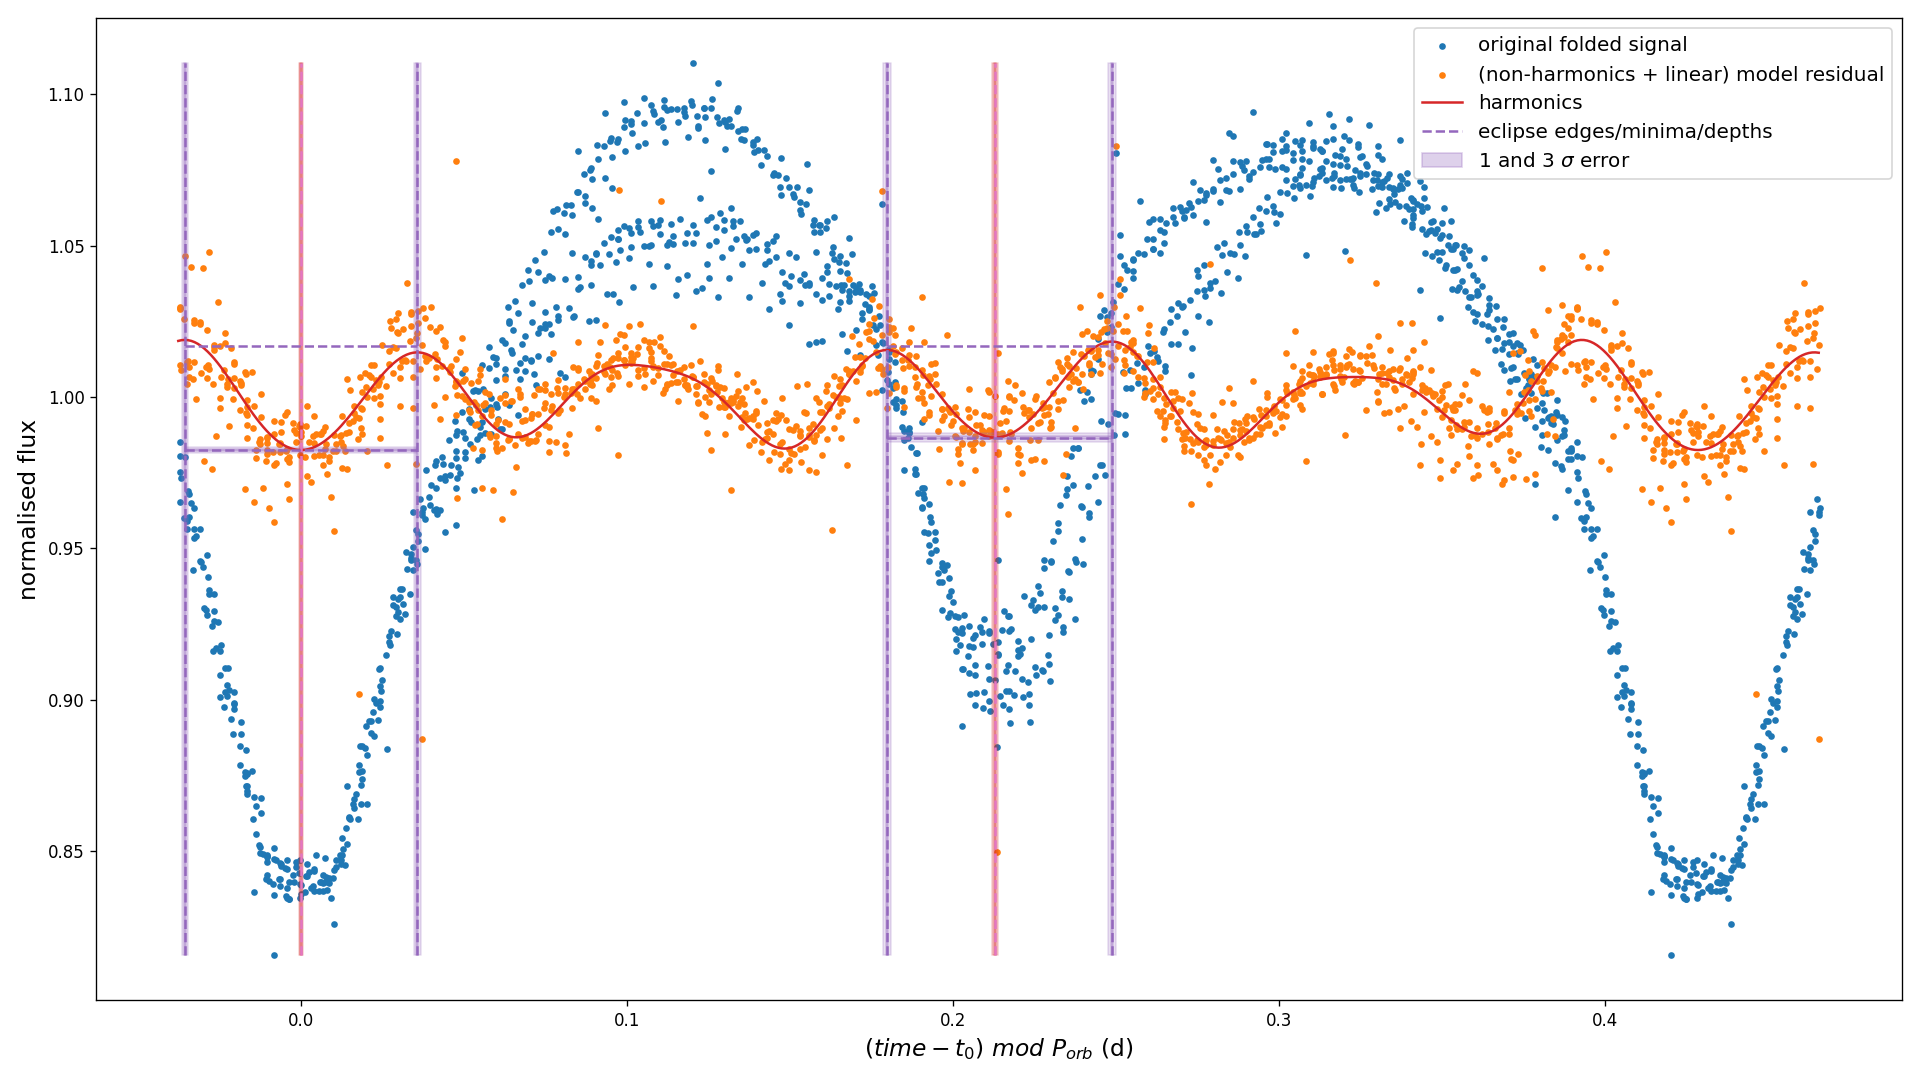 original folded signal
(non-harmonics + linear) model residual
harmonics
eclipse edges/minima/depths
1 and 3 σ error
normalised flux
1.10
1.05
1.00
0.95
0.90
0.85
0.0 0.1 0.2 0.3 0.4
(time − t₀) mod Pₒᵣb (d)